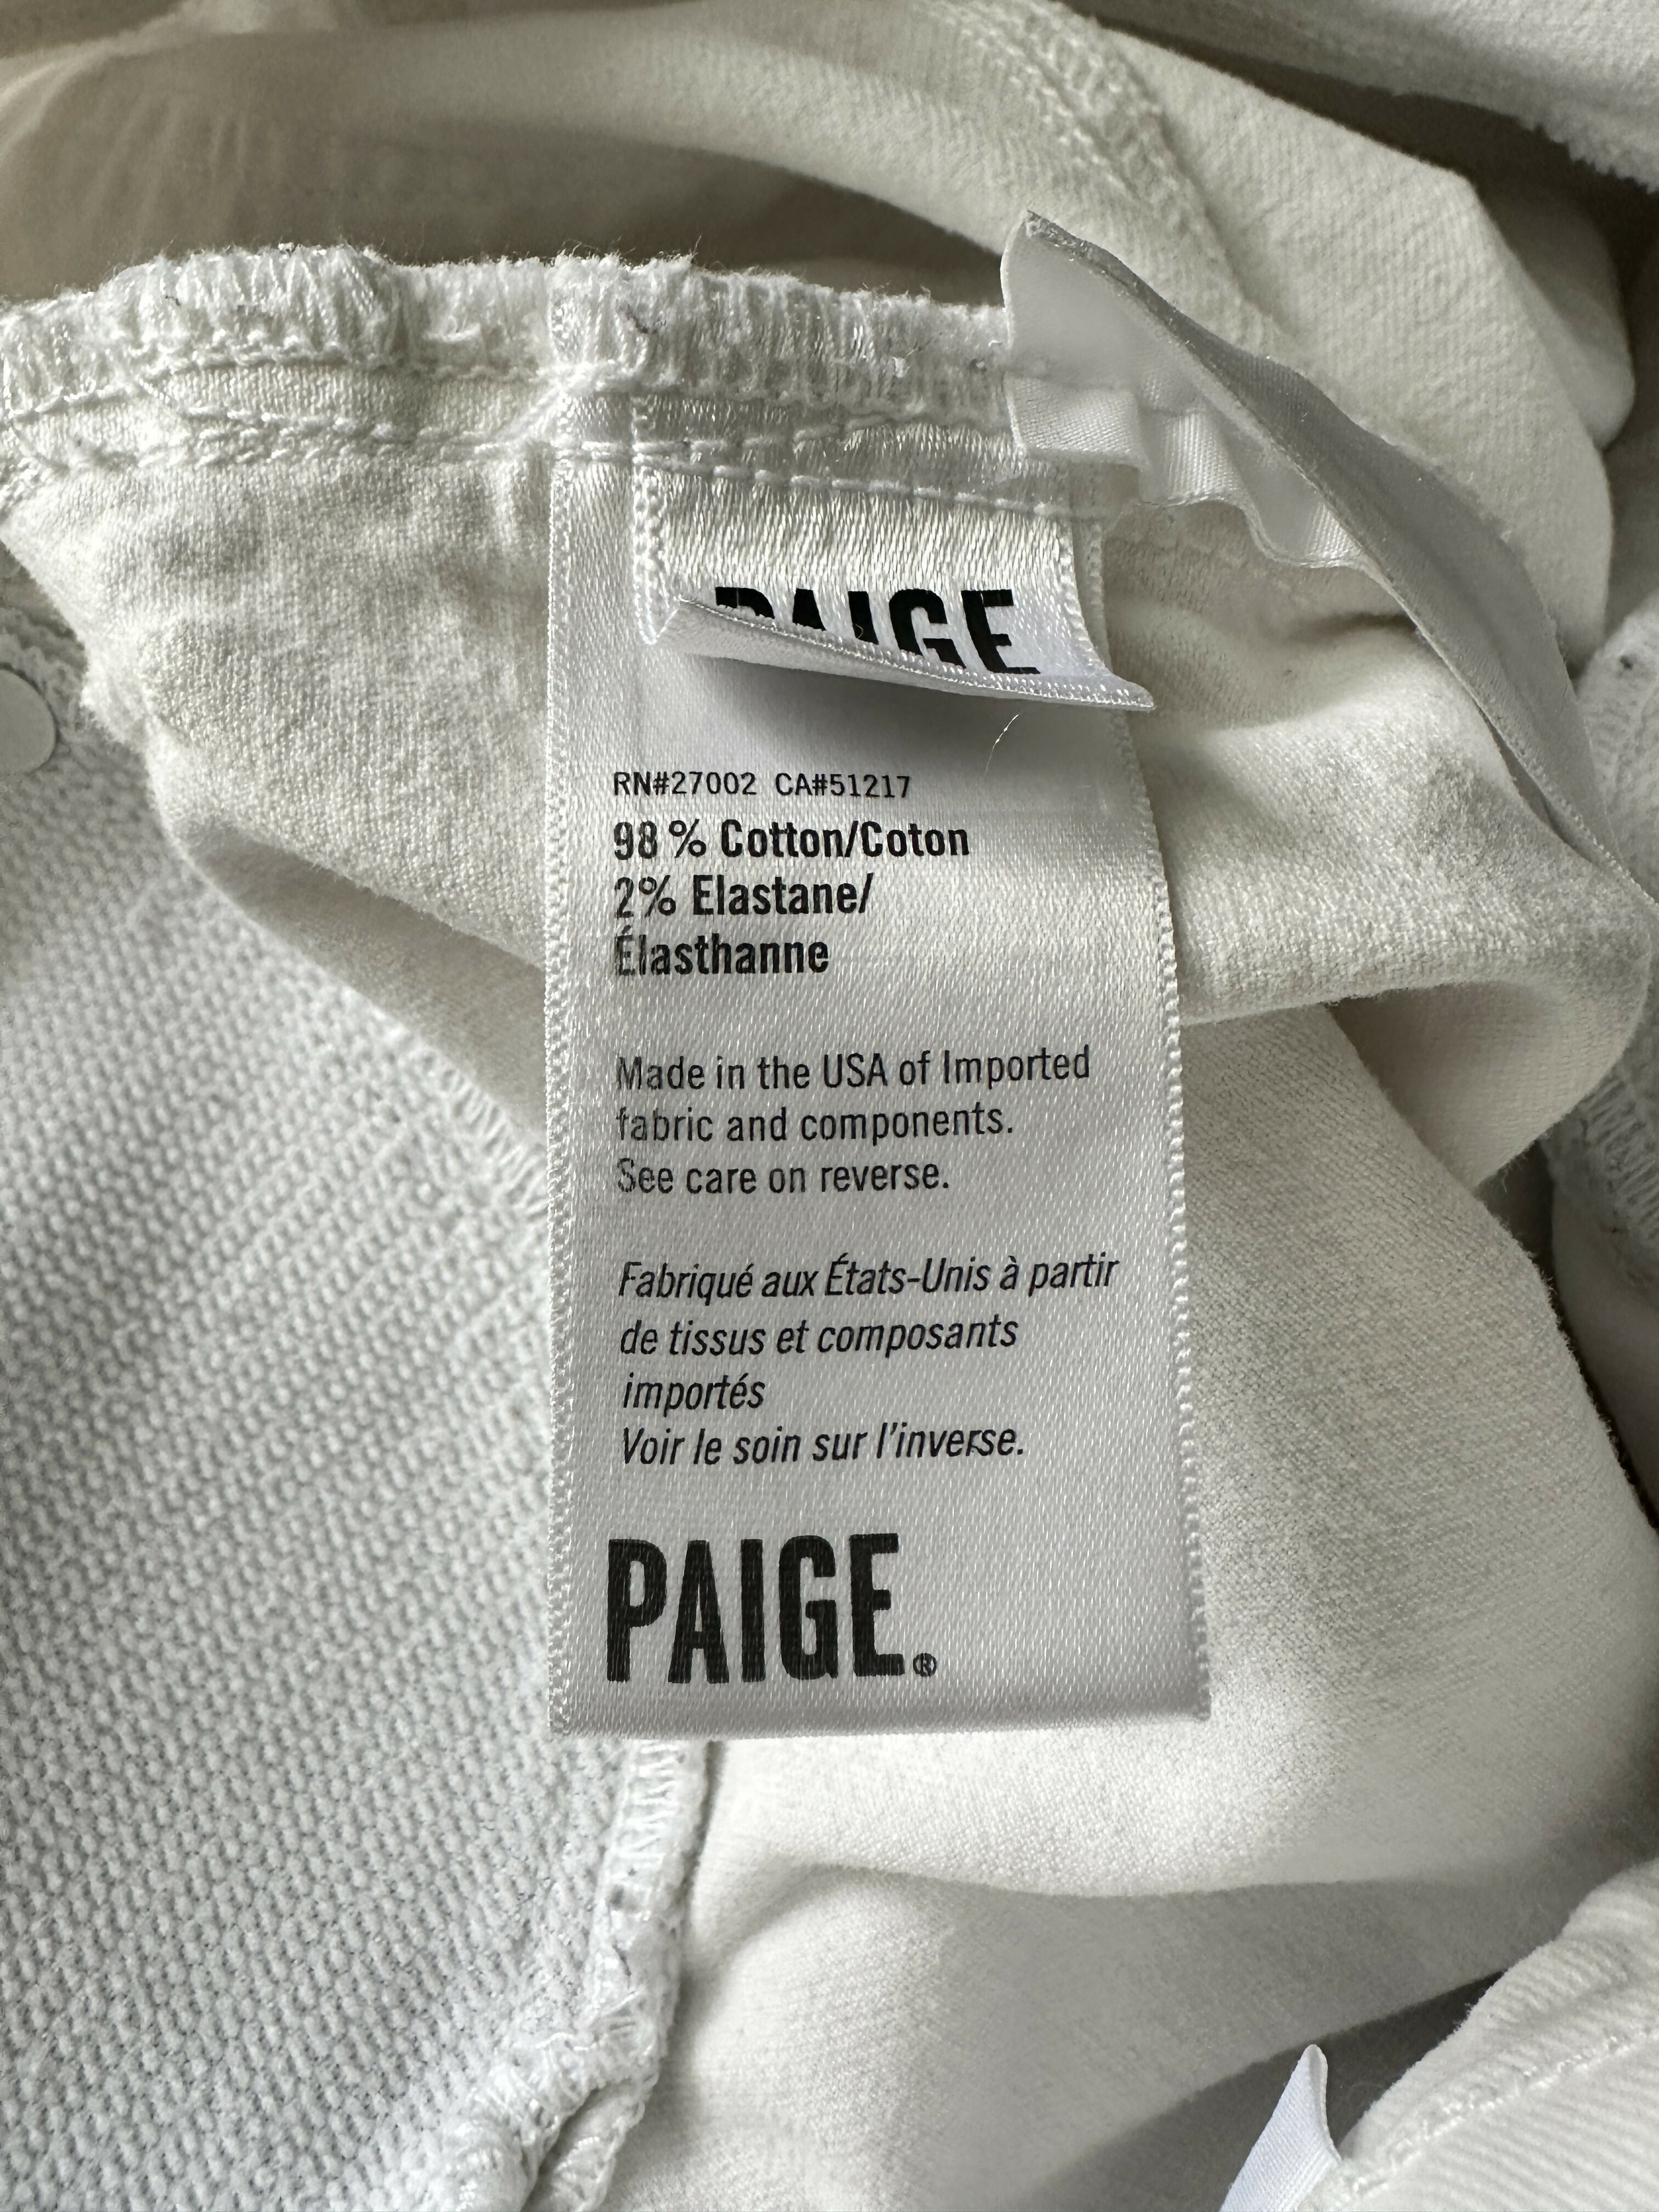 PAIGE
RN#27002 CA#51217
98% Cotton/Coton
2% Elastane/
Élasthanne
Made in the USA of Imported
fabric and components.
See care on reverse.
Fabriqué aux États-Unis à partir
de tissus et composants
importés
Voir le soin sur l'inverse.
PAIGE®